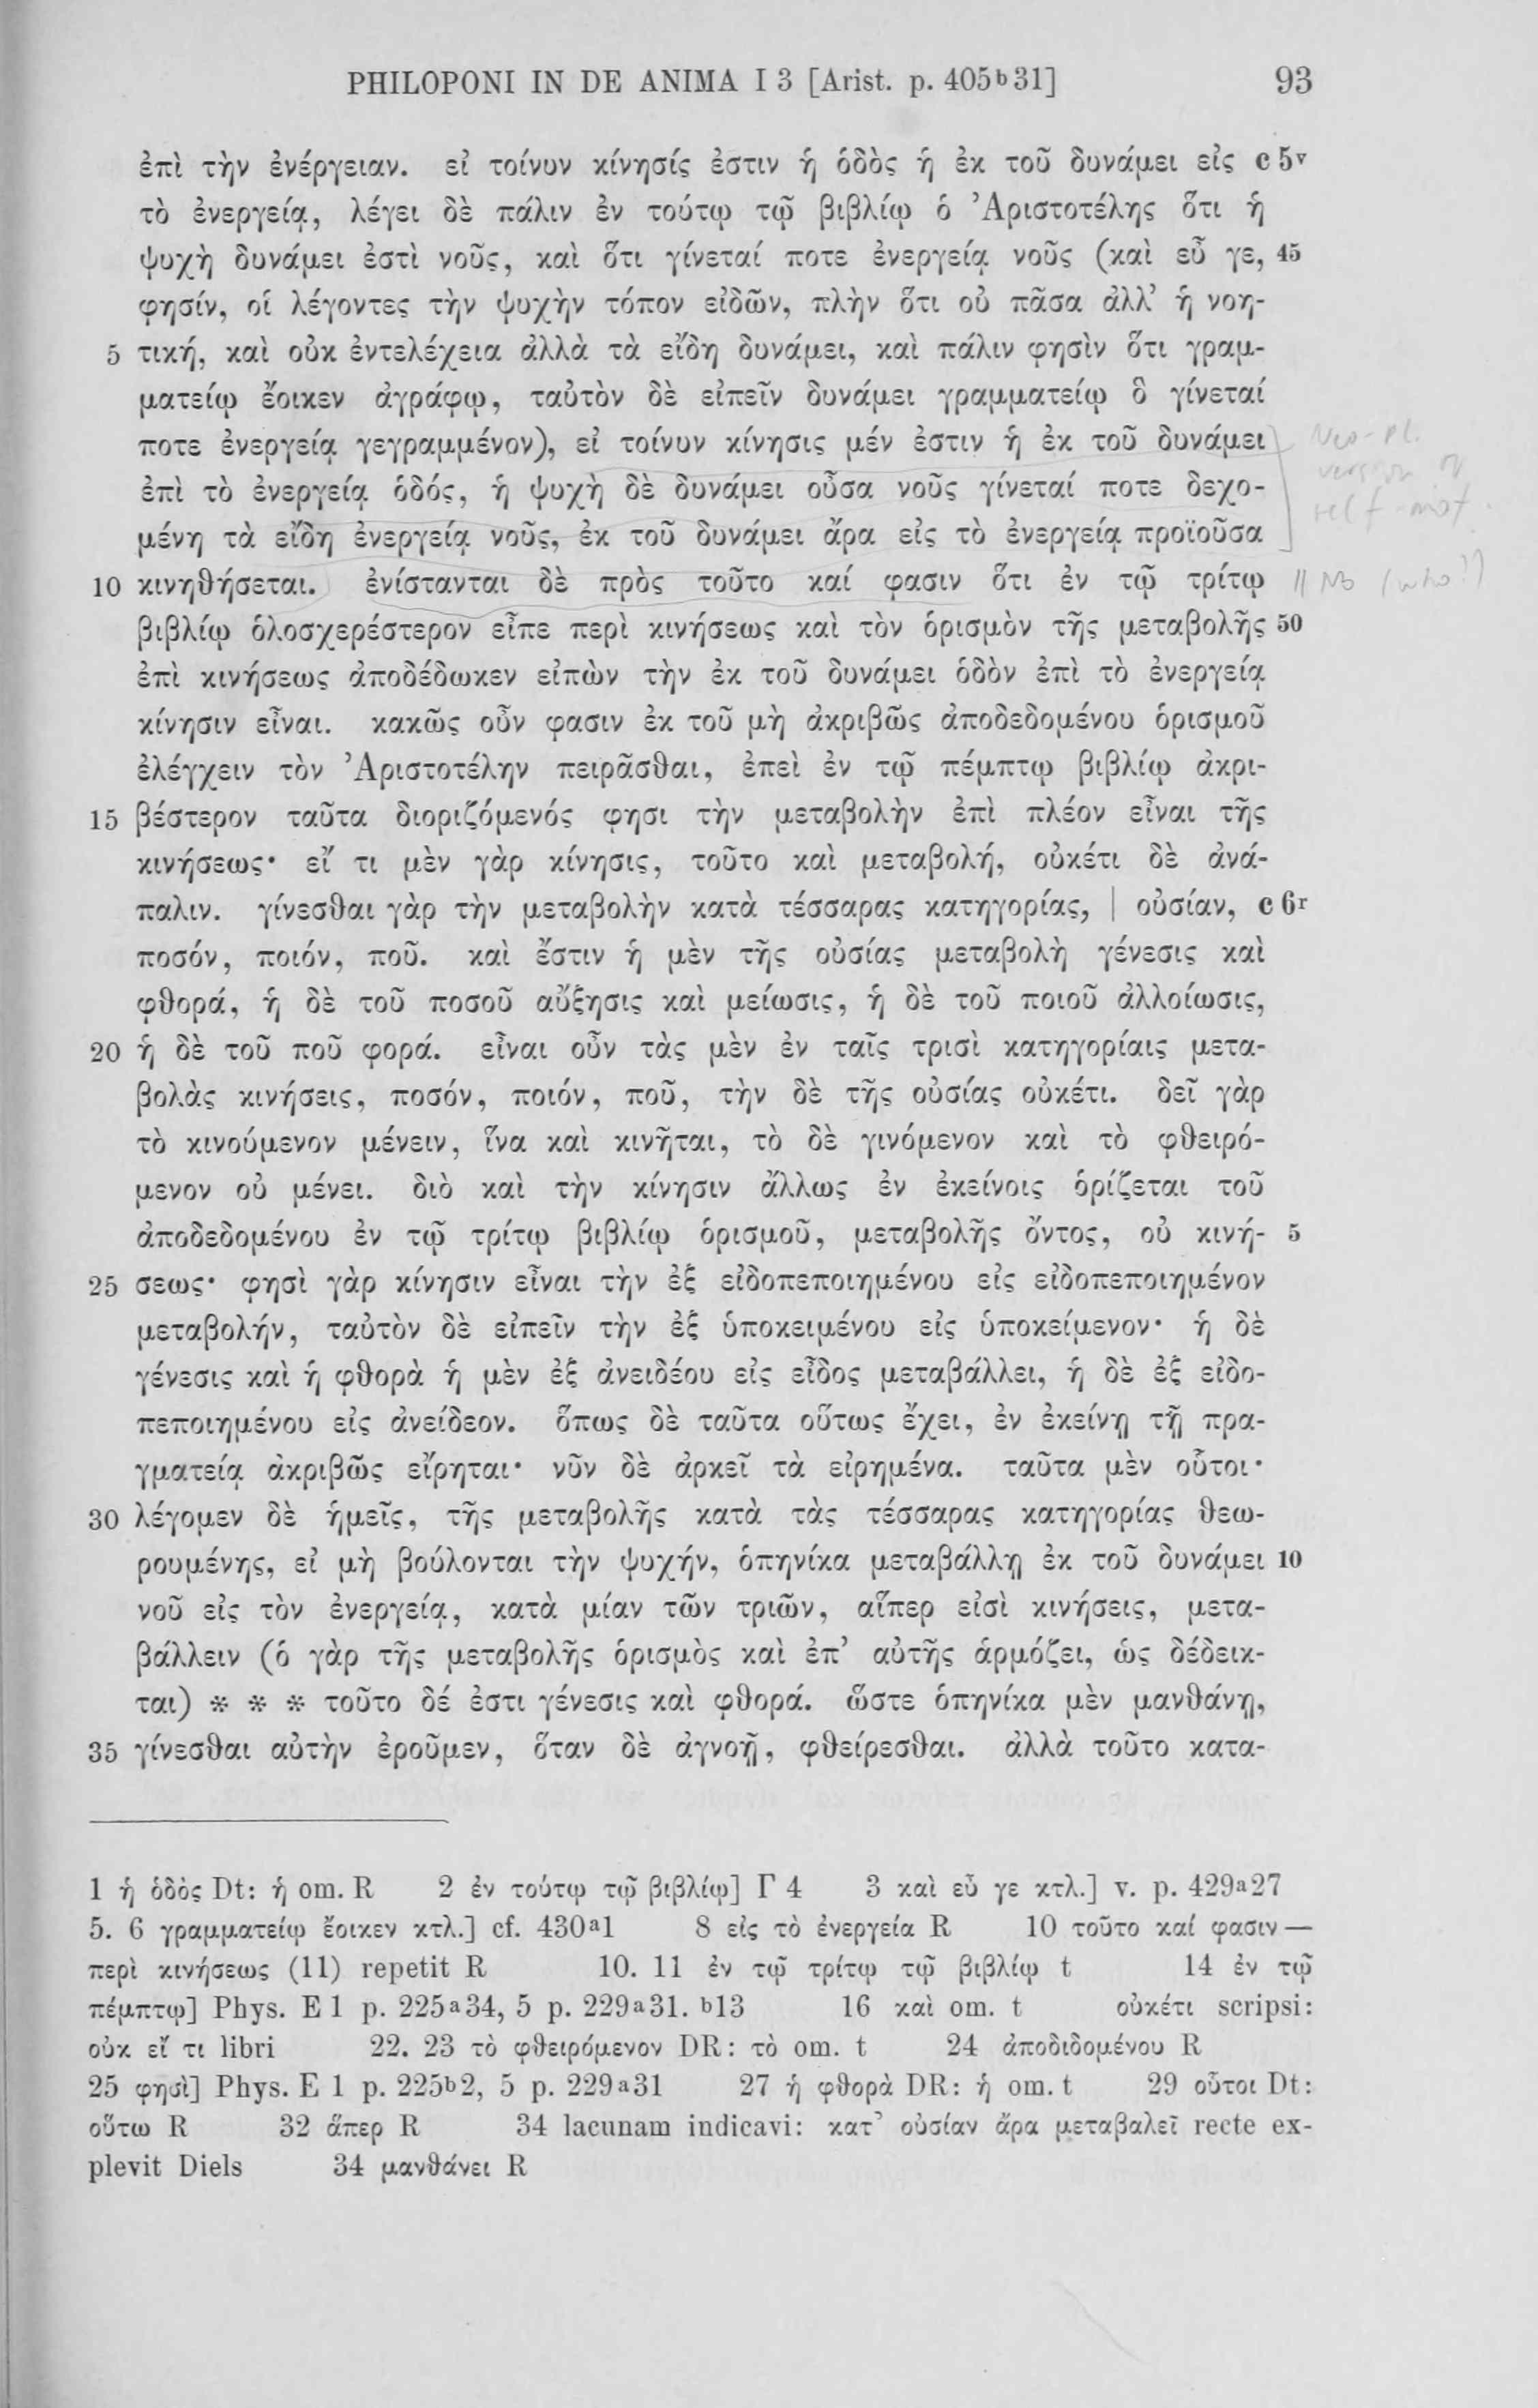 PHILOPONI IN DE ANIMA I 3 [Arist. p. 405b31] 93
ἐπὶ τὴν ἐνέργειαν. εἰ τοίνυν κίνησίς ἐστιν ἡ ὁδὸς ἡ ἐκ τοῦ δυνάμει εἰς c 5v
τὸ ἐνεργείᾳ, λέγει δὲ πάλιν ἐν τούτῳ τῷ βιβλίῳ ὁ Ἀριστοτέλης ὅτι ἡ
ψυχὴ δυνάμει ἐστὶ νοῦς, καὶ ὅτι γίνεταί ποτε ἐνεργείᾳ νοῦς (καὶ εὖ γε, 45
φησίν, οἱ λέγοντες τὴν ψυχὴν τόπον εἰδῶν, πλὴν ὅτι οὐ πᾶσα ἀλλ’ ἡ νοη-
5 τική, καὶ οὐκ ἐντελέχεια ἀλλὰ τὰ εἴδη δυνάμει, καὶ πάλιν φησὶν ὅτι γραμ-
ματείῳ ἔοικεν ἀγράφῳ, ταὐτὸν δὲ εἰπεῖν δυνάμει γραμματείῳ ὃ γίνεταί
ποτε ἐνεργείᾳ γεγραμμένον), εἰ τοίνυν κίνησις μέν ἐστιν ἡ ἐκ τοῦ δυνάμει Neo-Pl.
ἐπὶ τὸ ἐνεργείᾳ ὁδός, ἡ ψυχὴ δὲ δυνάμει οὖσα νοῦς γίνεταί ποτε δεχο- version of
μένη τὰ εἴδη ἐνεργείᾳ νοῦς, ἐκ τοῦ δυνάμει ἄρα εἰς τὸ ἐνεργείᾳ προϊοῦσα self-mot.
10 κινηθήσεται. ἐνίστανται δὲ πρὸς τοῦτο καί φασιν ὅτι ἐν τῷ τρίτῳ // NB (who?!)
βιβλίῳ ὁλοσχερέστερον εἶπε περὶ κινήσεως καὶ τὸν ὁρισμὸν τῆς μεταβολῆς 50
ἐπὶ κινήσεως ἀποδέδωκεν εἰπὼν τὴν ἐκ τοῦ δυνάμει ὁδὸν ἐπὶ τὸ ἐνεργείᾳ
κίνησιν εἶναι. κακῶς οὖν φασιν ἐκ τοῦ μὴ ἀκριβῶς ἀποδεδομένου ὁρισμοῦ
ἐλέγχειν τὸν Ἀριστοτέλην πειρᾶσθαι, ἐπεὶ ἐν τῷ πέμπτῳ βιβλίῳ ἀκρι-
15 βέστερον ταῦτα διοριζόμενός φησι τὴν μεταβολὴν ἐπὶ πλέον εἶναι τῆς
κινήσεως· εἴ τι μὲν γὰρ κίνησις, τοῦτο καὶ μεταβολή, οὐκέτι δὲ ἀνά-
παλιν. γίνεσθαι γὰρ τὴν μεταβολὴν κατὰ τέσσαρας κατηγορίας, | οὐσίαν, c 6r
ποσόν, ποιόν, ποῦ. καὶ ἔστιν ἡ μὲν τῆς οὐσίας μεταβολὴ γένεσις καὶ
φθορά, ἡ δὲ τοῦ ποσοῦ αὔξησις καὶ μείωσις, ἡ δὲ τοῦ ποιοῦ ἀλλοίωσις,
20 ἡ δὲ τοῦ ποῦ φορά. εἶναι οὖν τὰς μὲν ἐν ταῖς τρισὶ κατηγορίαις μετα-
βολὰς κινήσεις, ποσόν, ποιόν, ποῦ, τὴν δὲ τῆς οὐσίας οὐκέτι. δεῖ γὰρ
τὸ κινούμενον μένειν, ἵνα καὶ κινῆται, τὸ δὲ γινόμενον καὶ τὸ φθειρό-
μενον οὐ μένει. διὸ καὶ τὴν κίνησιν ἄλλως ἐν ἐκείνοις ὁρίζεται τοῦ
ἀποδεδομένου ἐν τῷ τρίτῳ βιβλίῳ ὁρισμοῦ, μεταβολῆς ὄντος, οὐ κινή- 5
25 σεως· φησὶ γὰρ κίνησιν εἶναι τὴν ἐξ εἰδοπεποιημένου εἰς εἰδοπεποιημένον
μεταβολήν, ταὐτὸν δὲ εἰπεῖν τὴν ἐξ ὑποκειμένου εἰς ὑποκείμενον· ἡ δὲ
γένεσις καὶ ἡ φθορὰ ἡ μὲν ἐξ ἀνειδέου εἰς εἶδος μεταβάλλει, ἡ δὲ ἐξ εἰδο-
πεποιημένου εἰς ἀνείδεον. ὅπως δὲ ταῦτα οὕτως ἔχει, ἐν ἐκείνῃ τῇ πρα-
γματείᾳ ἀκριβῶς εἴρηται· νῦν δὲ ἀρκεῖ τὰ εἰρημένα. ταῦτα μὲν οὗτοι·
30 λέγομεν δὲ ἡμεῖς, τῆς μεταβολῆς κατὰ τὰς τέσσαρας κατηγορίας θεω-
ρουμένης, εἰ μὴ βούλονται τὴν ψυχήν, ὁπηνίκα μεταβάλλῃ ἐκ τοῦ δυνάμει 10
νοῦ εἰς τὸν ἐνεργείᾳ, κατὰ μίαν τῶν τριῶν, αἵπερ εἰσὶ κινήσεις, μετα-
βάλλειν (ὁ γὰρ τῆς μεταβολῆς ὁρισμὸς καὶ ἐπ’ αὐτῆς ἁρμόζει, ὡς δέδεικ-
ται) * * * τοῦτο δέ ἐστι γένεσις καὶ φθορά. ὥστε ὁπηνίκα μὲν μανθάνῃ,
35 γίνεσθαι αὐτὴν ἐροῦμεν, ὅταν δὲ ἀγνοῇ, φθείρεσθαι. ἀλλὰ τοῦτο κατα-
1 ἡ ὁδὸς Dt: ἡ om. R 2 ἐν τούτῳ τῷ βιβλίῳ] Γ 4 3 καὶ εὖ γε κτλ.] v. p. 429a27
5. 6 γραμματείῳ ἔοικεν κτλ.] cf. 430a1 8 εἰς τὸ ἐνεργεία R 10 τοῦτο καί φασιν —
περὶ κινήσεως (11) repetit R 10. 11 ἐν τῷ τρίτῳ τῷ βιβλίῳ t 14 ἐν τῷ
πέμπτῳ] Phys. E 1 p. 225a34, 5 p. 229a31. b13 16 καὶ om. t οὐκέτι scripsi:
οὐκ εἴ τι libri 22. 23 τὸ φθειρόμενον DR: τὸ om. t 24 ἀποδιδομένου R
25 φησὶ] Phys. E 1 p. 225b2, 5 p. 229a31 27 ἡ φθορὰ DR: ἡ om. t 29 οὗτοι Dt:
οὕτω R 32 ἅπερ R 34 lacunam indicavi: κατ’ οὐσίαν ἄρα μεταβαλεῖ recte ex-
plevit Diels 34 μανθάνει R